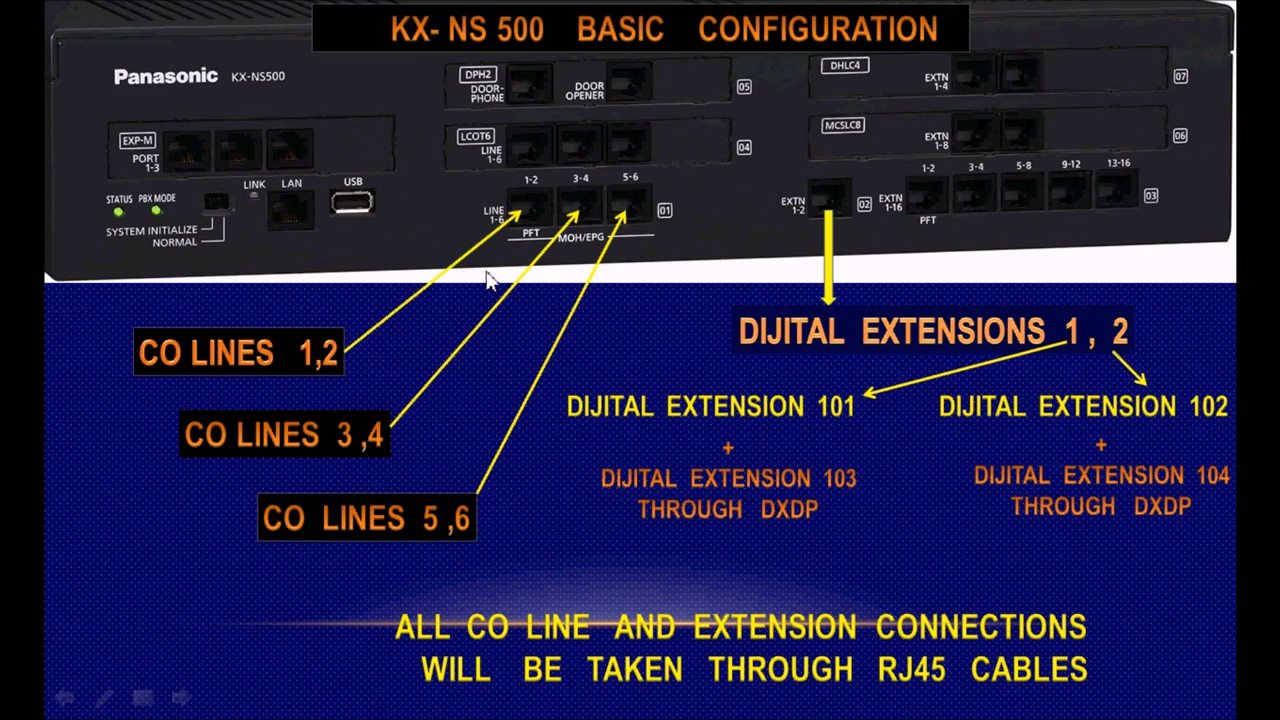 KX- NS 500 BASIC CONFIGURATION
Panasonic KX-NS500
EXP-M
PORT
1-3
STATUS PBX MODE
LINK
LAN
USB
SYSTEM INITIALIZE
NORMAL
DPH2
DOOR-
PHONE
DOOR
OPENER
05
LCOT6
LINE
1-6
04
1-2 3-4 5-6
LINE
1-6
01
PFT
MOH/EPG
DHLC4
EXTN
1-4
07
MCSLC8
EXTN
1-8
06
EXTN
1-2
02
EXTN
1-16
1-2 3-4 5-8 9-12 13-16
03
PFT
CO LINES 1,2
CO LINES 3 ,4
CO LINES 5 ,6
DIJITAL EXTENSIONS 1 , 2
DIJITAL EXTENSION 101
+
DIJITAL EXTENSION 103
THROUGH DXDP
DIJITAL EXTENSION 102
+
DIJITAL EXTENSION 104
THROUGH DXDP
ALL CO LINE AND EXTENSION CONNECTIONS
WILL BE TAKEN THROUGH RJ45 CABLES